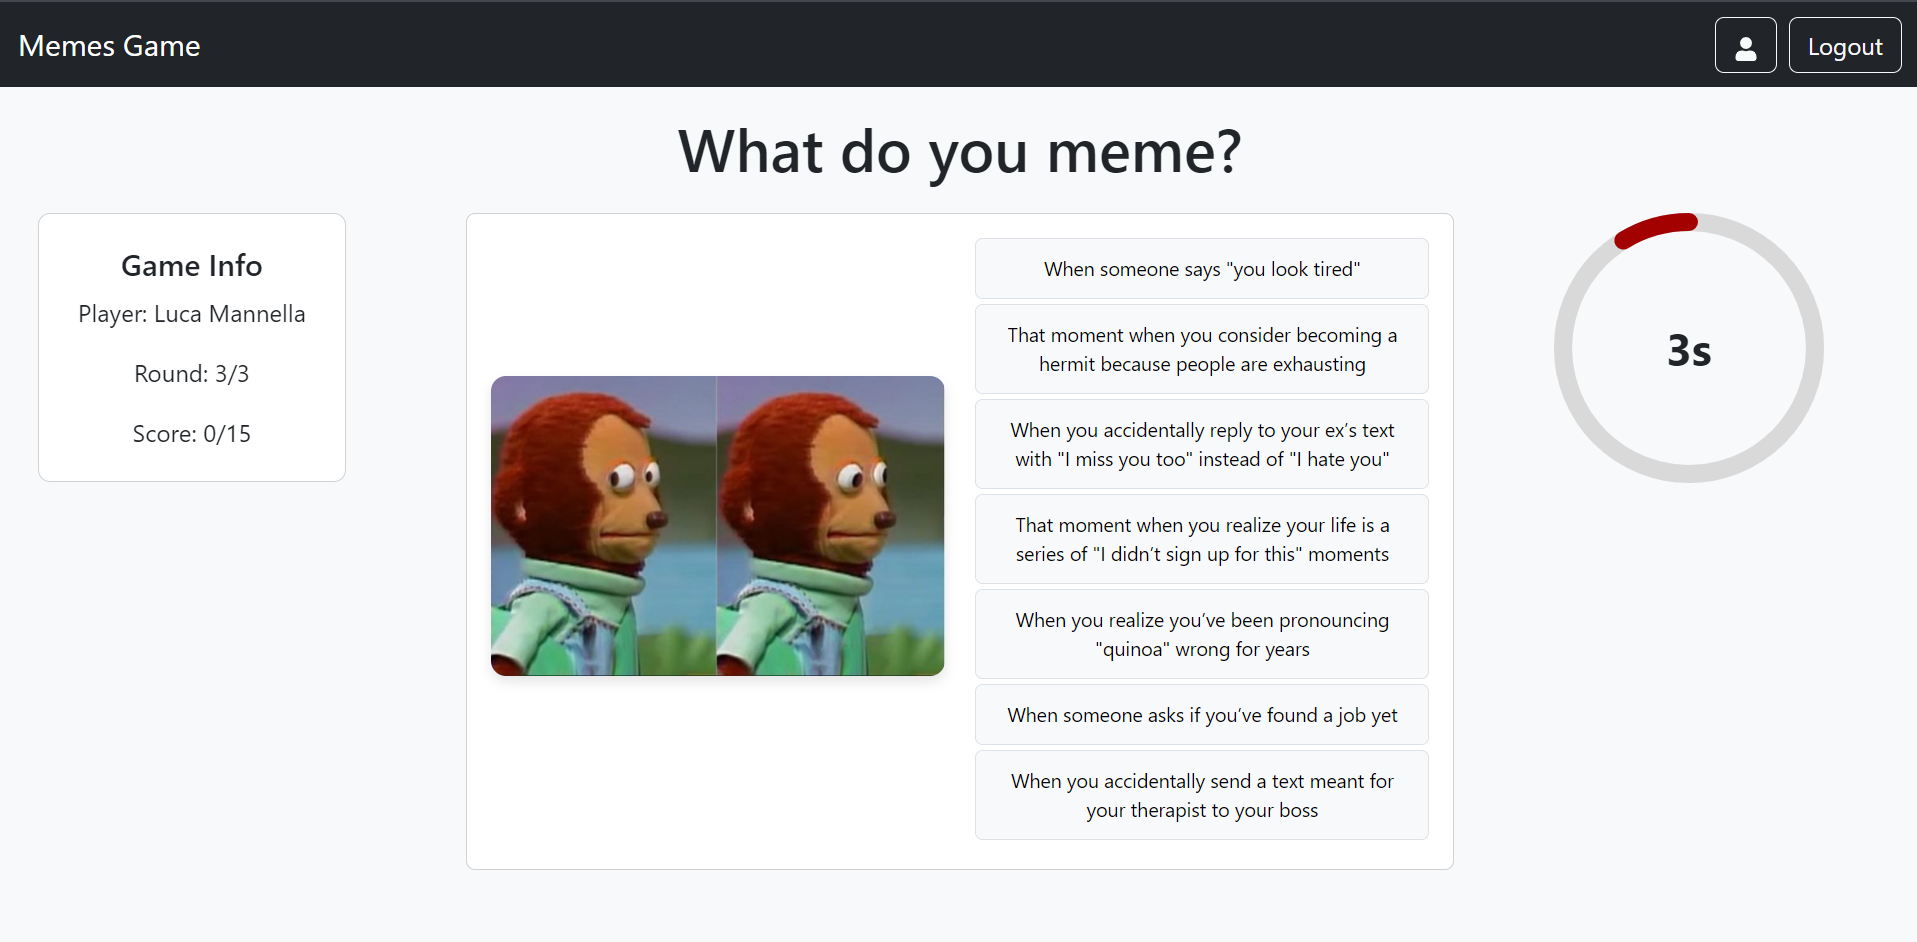 Memes Game
Logout
What do you meme?
Game Info
Player: Luca Mannella
Round: 3/3
Score: 0/15
When someone says "you look tired"
That moment when you consider becoming a
hermit because people are exhausting
When you accidentally reply to your ex’s text
with "I miss you too" instead of "I hate you"
That moment when you realize your life is a
series of "I didn’t sign up for this" moments
When you realize you’ve been pronouncing
"quinoa" wrong for years
When someone asks if you’ve found a job yet
When you accidentally send a text meant for
your therapist to your boss
3s